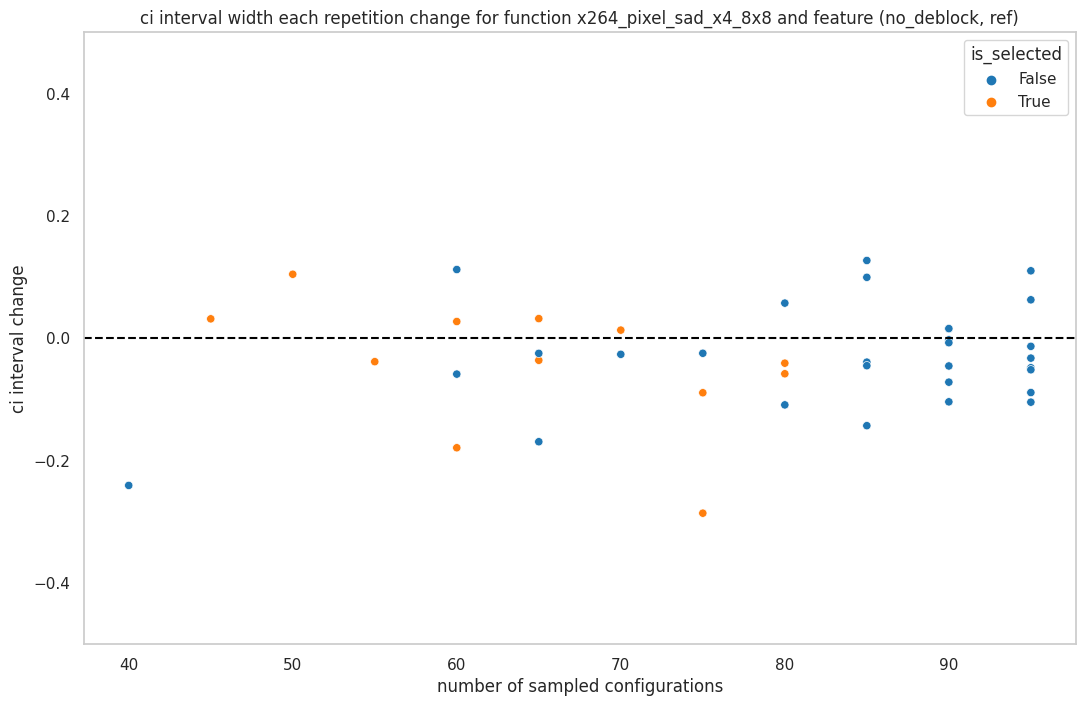 ci interval width each repetition change for function x264_pixel_sad_x4_8x8 and feature (no_deblock, ref)
is_selected
False
True
0.4
0.2
0.0
−0.2
−0.4
ci interval change
40 50 60 70 80 90
number of sampled configurations